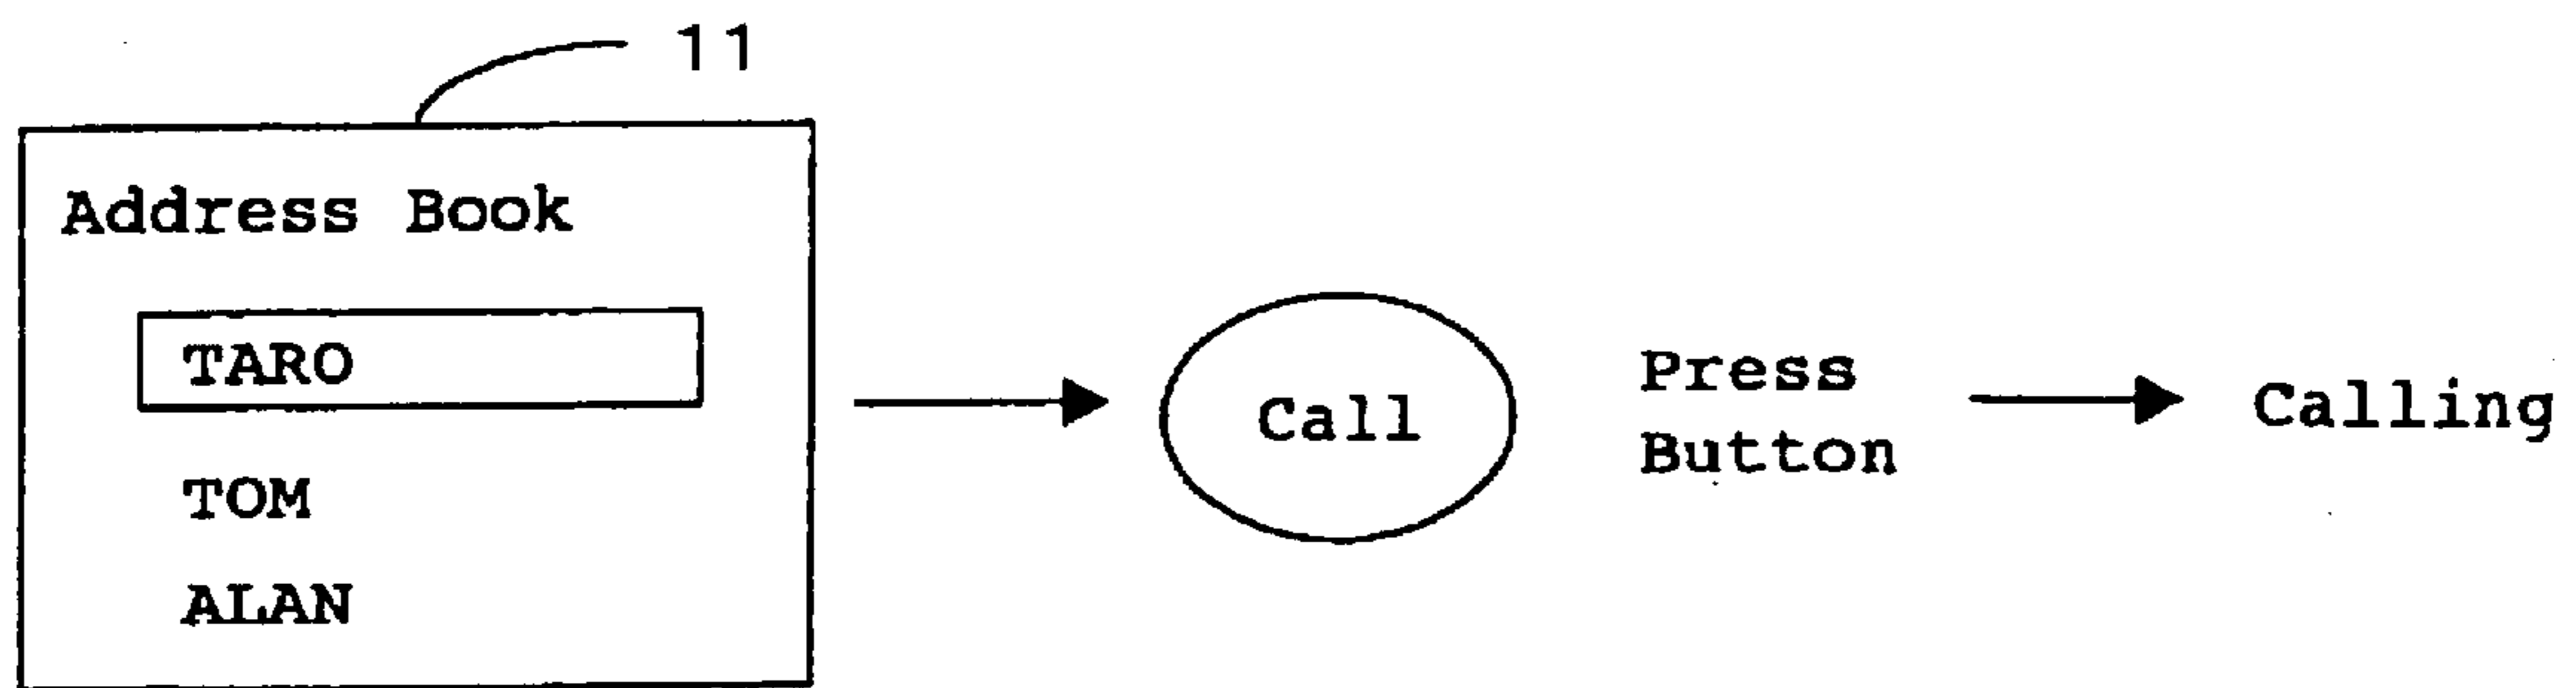 11
Address Book
TARO
TOM
ALAN
Call
Press
Button
Calling